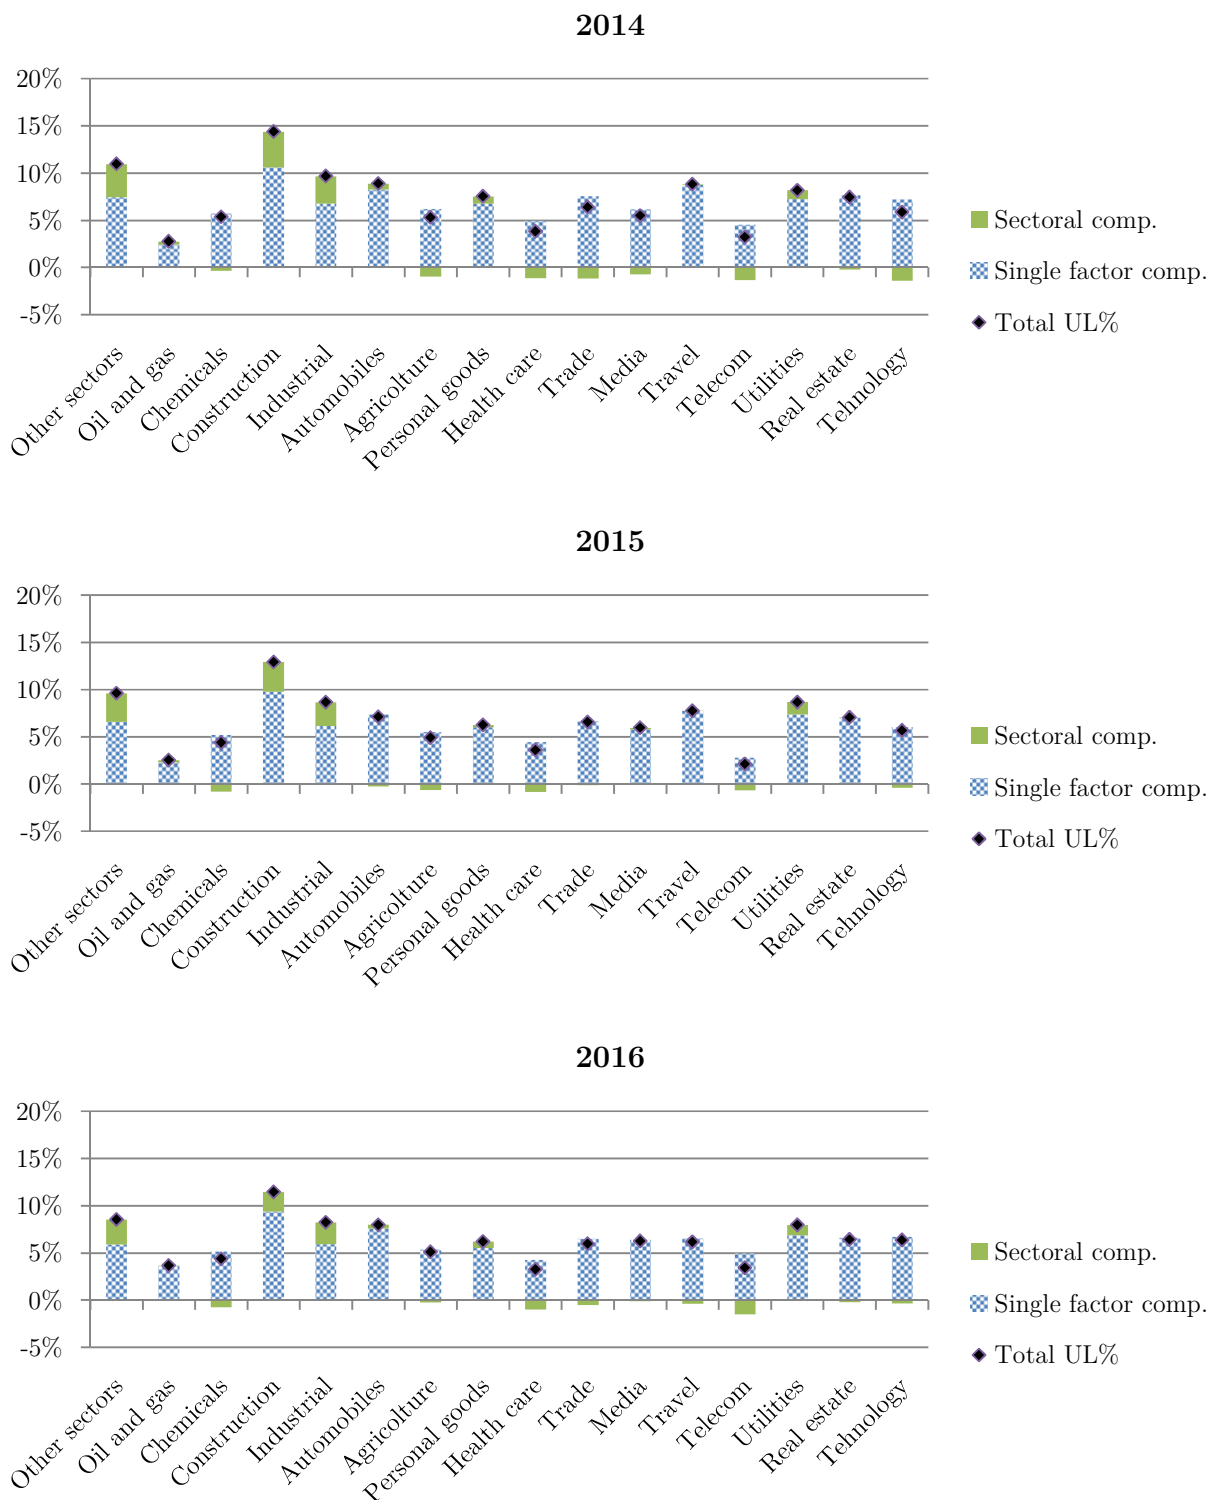 2014
20%
15%
10%
5%
0%
-5%
Other sectors
Oil and gas
Chemicals
Construction
Industrial
Automobiles
Agricolture
Personal goods
Health care
Trade
Media
Travel
Telecom
Utilities
Real estate
Tehnology
Sectoral comp.
Single factor comp.
Total UL%
2015
20%
15%
10%
5%
0%
-5%
Other sectors
Oil and gas
Chemicals
Construction
Industrial
Automobiles
Agricolture
Personal goods
Health care
Trade
Media
Travel
Telecom
Utilities
Real estate
Tehnology
Sectoral comp.
Single factor comp.
Total UL%
2016
20%
15%
10%
5%
0%
-5%
Other sectors
Oil and gas
Chemicals
Construction
Industrial
Automobiles
Agricolture
Personal goods
Health care
Trade
Media
Travel
Telecom
Utilities
Real estate
Tehnology
Sectoral comp.
Single factor comp.
Total UL%